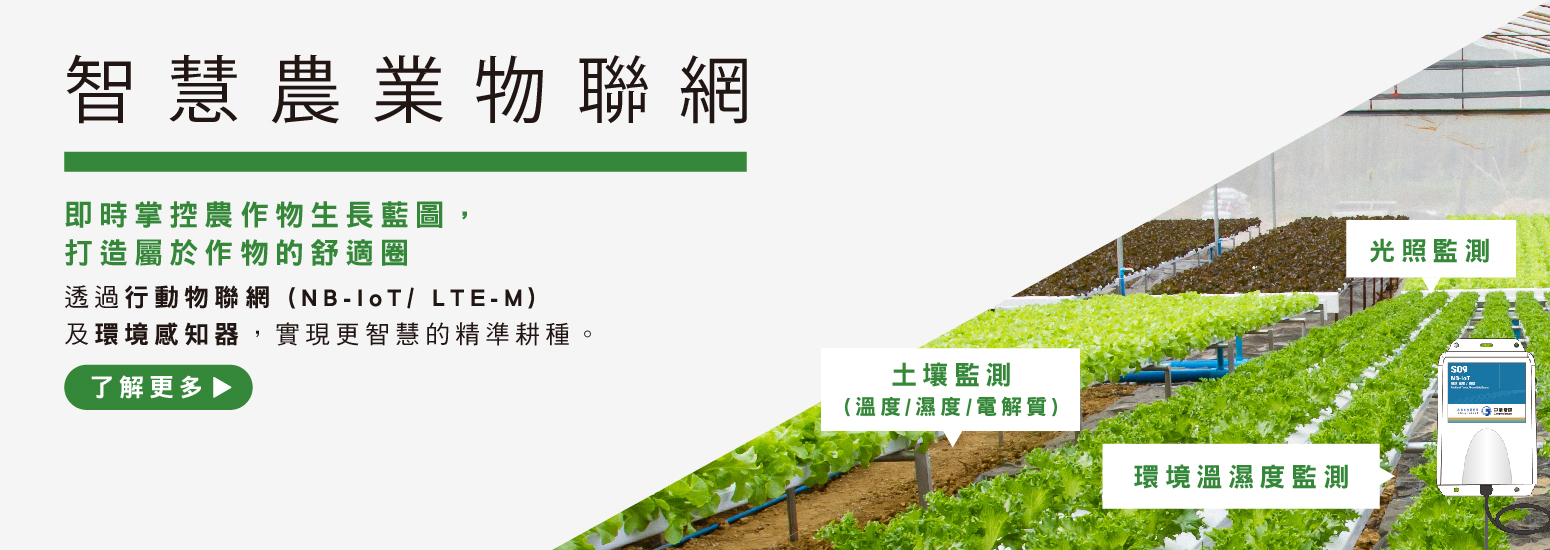 智慧農業物聯網
即時掌控農作物生長藍圖，
打造屬於作物的舒適圈
透過行動物聯網 (NB-IoT/ LTE-M)
及環境感知器，實現更智慧的精準耕種。
了解更多▶
光照監測
土壤監測
(溫度/濕度/電解質)
環境溫濕度監測
S09
NB-IoT